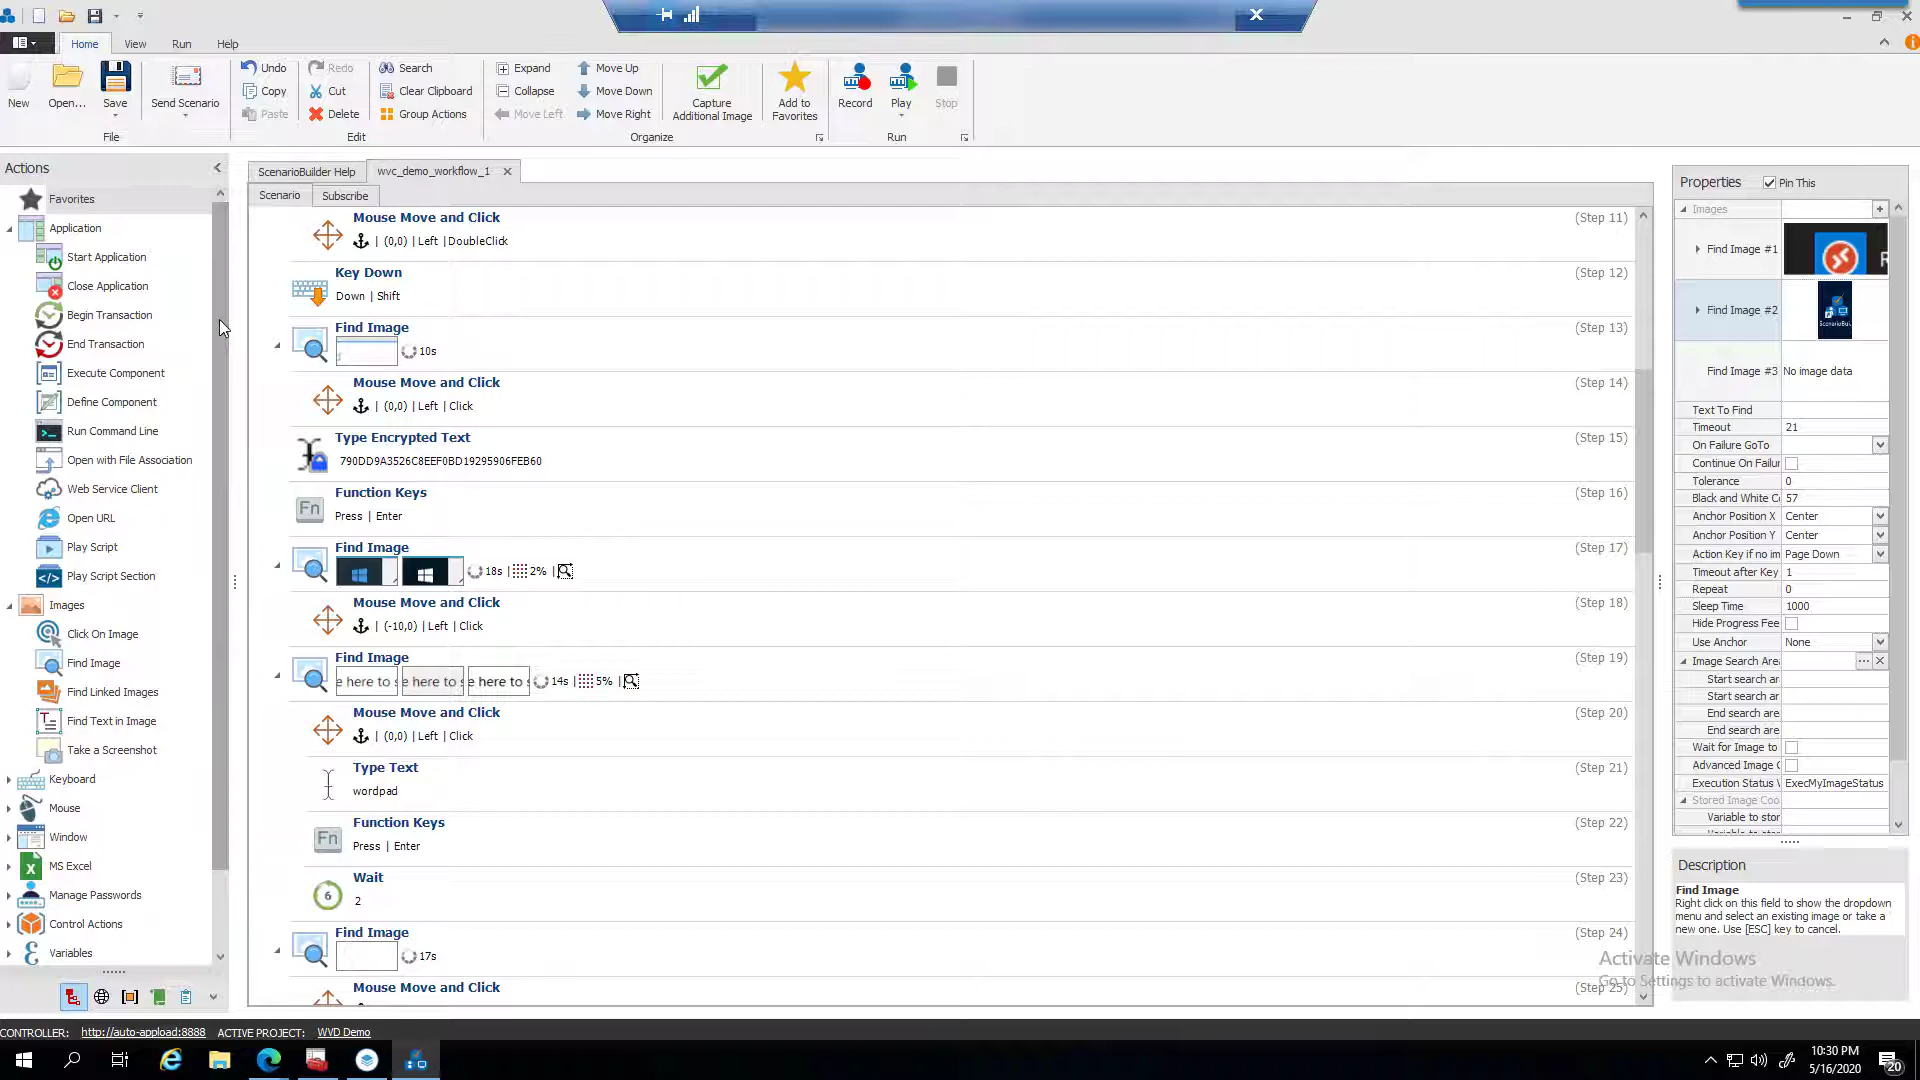 Home
View
Run
Help
New
Open...
Save
Send Scenario
File
Undo
Copy
Paste
Redo
Cut
Delete
Search
Clear Clipboard
Group Actions
Edit
Expand
Collapse
Move Left
Move Up
Move Down
Move Right
Capture
Additional Image
Organize
Add to
Favorites
Record
Play
Stop
Run
Actions
Favorites
Application
Start Application
Close Application
Begin Transaction
End Transaction
Execute Component
Define Component
Run Command Line
Open with File Association
Web Service Client
Open URL
Play Script
Play Script Section
Images
Click On Image
Find Image
Find Linked Images
Find Text in Image
Take a Screenshot
Keyboard
Mouse
Window
MS Excel
Manage Passwords
Control Actions
Variables
ScenarioBuilder Help
wvc_demo_workflow_1
Scenario
Subscribe
Mouse Move and Click (Step 11)
| (0,0) | Left |DoubleClick
Key Down (Step 12)
Down | Shift
Find Image (Step 13)
10s
Mouse Move and Click (Step 14)
| (0,0) | Left | Click
Type Encrypted Text (Step 15)
790DD9A3526C8EEF0BD19295906FEB60
Function Keys (Step 16)
Fn
Press | Enter
Find Image (Step 17)
18s | 2% |
Mouse Move and Click (Step 18)
| (-10,0) | Left | Click
Find Image (Step 19)
e here to s e here to s e here to s 14s | 5% |
Mouse Move and Click (Step 20)
| (0,0) | Left | Click
Type Text (Step 21)
wordpad
Function Keys (Step 22)
Fn
Press | Enter
Wait (Step 23)
6
2
Find Image (Step 24)
17s
Mouse Move and Click (Step 25)
Properties
Pin This
Images
Find Image #1
Find Image #2
Find Image #3 No image data
Text To Find
Timeout 21
On Failure GoTo
Continue On Failur
Tolerance 0
Black and White C 57
Anchor Position X Center
Anchor Position Y Center
Action Key if no im Page Down
Timeout after Key 1
Repeat 0
Sleep Time 1000
Hide Progress Fee
Use Anchor None
Image Search Area
Start search ar
Start search ar
End search are
End search are
Wait for Image to
Advanced Image C
Execution Status V ExecMyImageStatus
Stored Image Coo
Variable to stor
Description
Find Image
Right click on this field to show the dropdown
menu and select an existing image or take a
new one. Use [ESC] key to cancel.
Activate Windows
Go to Settings to activate Windows.
CONTROLLER: http://auto-appload:8888 ACTIVE PROJECT: WVD Demo
10:30 PM
5/16/2020
20